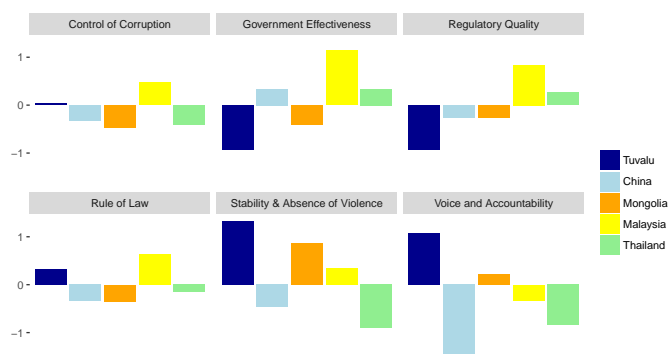 Control of Corruption
Government Effectiveness
Regulatory Quality
1
0
−1
Rule of Law
Stability & Absence of Violence
Voice and Accountability
1
0
−1
Tuvalu
China
Mongolia
Malaysia
Thailand